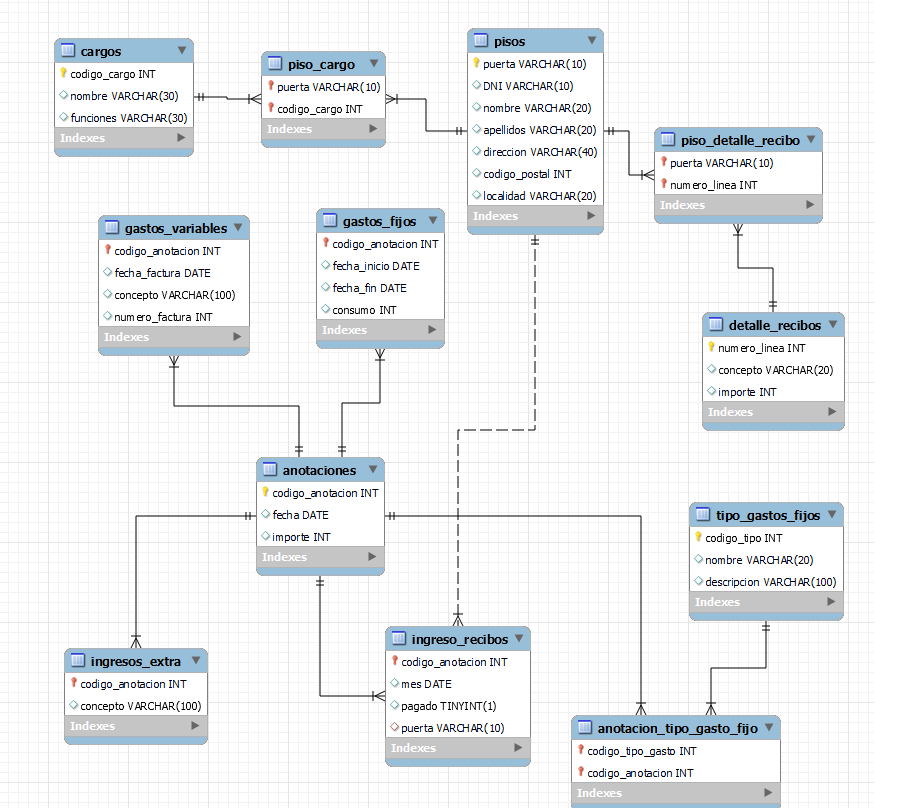 cargos
codigo_cargo INT
nombre VARCHAR(30)
funciones VARCHAR(30)
Indexes
piso_cargo
puerta VARCHAR(10)
codigo_cargo INT
Indexes
pisos
puerta VARCHAR(10)
DNI VARCHAR(10)
nombre VARCHAR(20)
apellidos VARCHAR(20)
direccion VARCHAR(40)
codigo_postal INT
localidad VARCHAR(20)
Indexes
piso_detalle_recibo
puerta VARCHAR(10)
numero_linea INT
Indexes
gastos_variables
codigo_anotacion INT
fecha_factura DATE
concepto VARCHAR(100)
numero_factura INT
Indexes
gastos_fijos
codigo_anotacion INT
fecha_inicio DATE
fecha_fin DATE
consumo INT
Indexes
detalle_recibos
numero_linea INT
concepto VARCHAR(20)
importe INT
Indexes
anotaciones
codigo_anotacion INT
fecha DATE
importe INT
Indexes
tipo_gastos_fijos
codigo_tipo INT
nombre VARCHAR(20)
descripcion VARCHAR(100)
Indexes
ingresos_extra
codigo_anotacion INT
concepto VARCHAR(100)
Indexes
ingreso_recibos
codigo_anotacion INT
mes DATE
pagado TINYINT(1)
puerta VARCHAR(10)
Indexes
anotacion_tipo_gasto_fijo
codigo_tipo_gasto INT
codigo_anotacion INT
Indexes